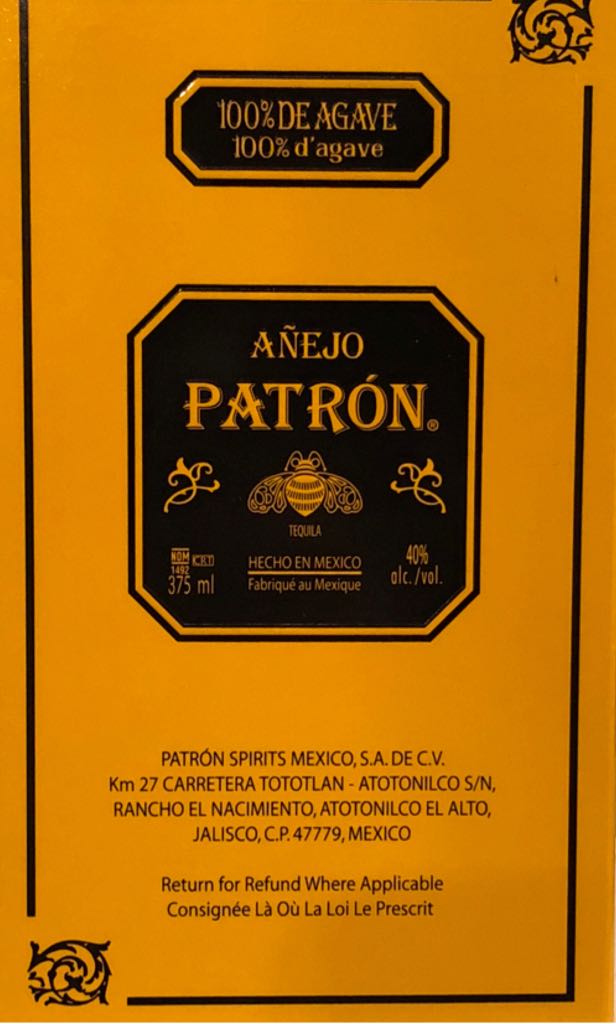 100% DE AGAVE
100% d'agave
AÑEJO
PATRÓN®
TEQUILA
NOM CRT
1492
375 ml
HECHO EN MEXICO
Fabriqué au Mexique
40%
alc./vol.
PATRÓN SPIRITS MEXICO, S.A. DE C.V.
Km 27 CARRETERA TOTOTLAN - ATOTONILCO S/N,
RANCHO EL NACIMIENTO, ATOTONILCO EL ALTO,
JALISCO, C.P. 47779, MEXICO
Return for Refund Where Applicable
Consignée Là Où La Loi Le Prescrit